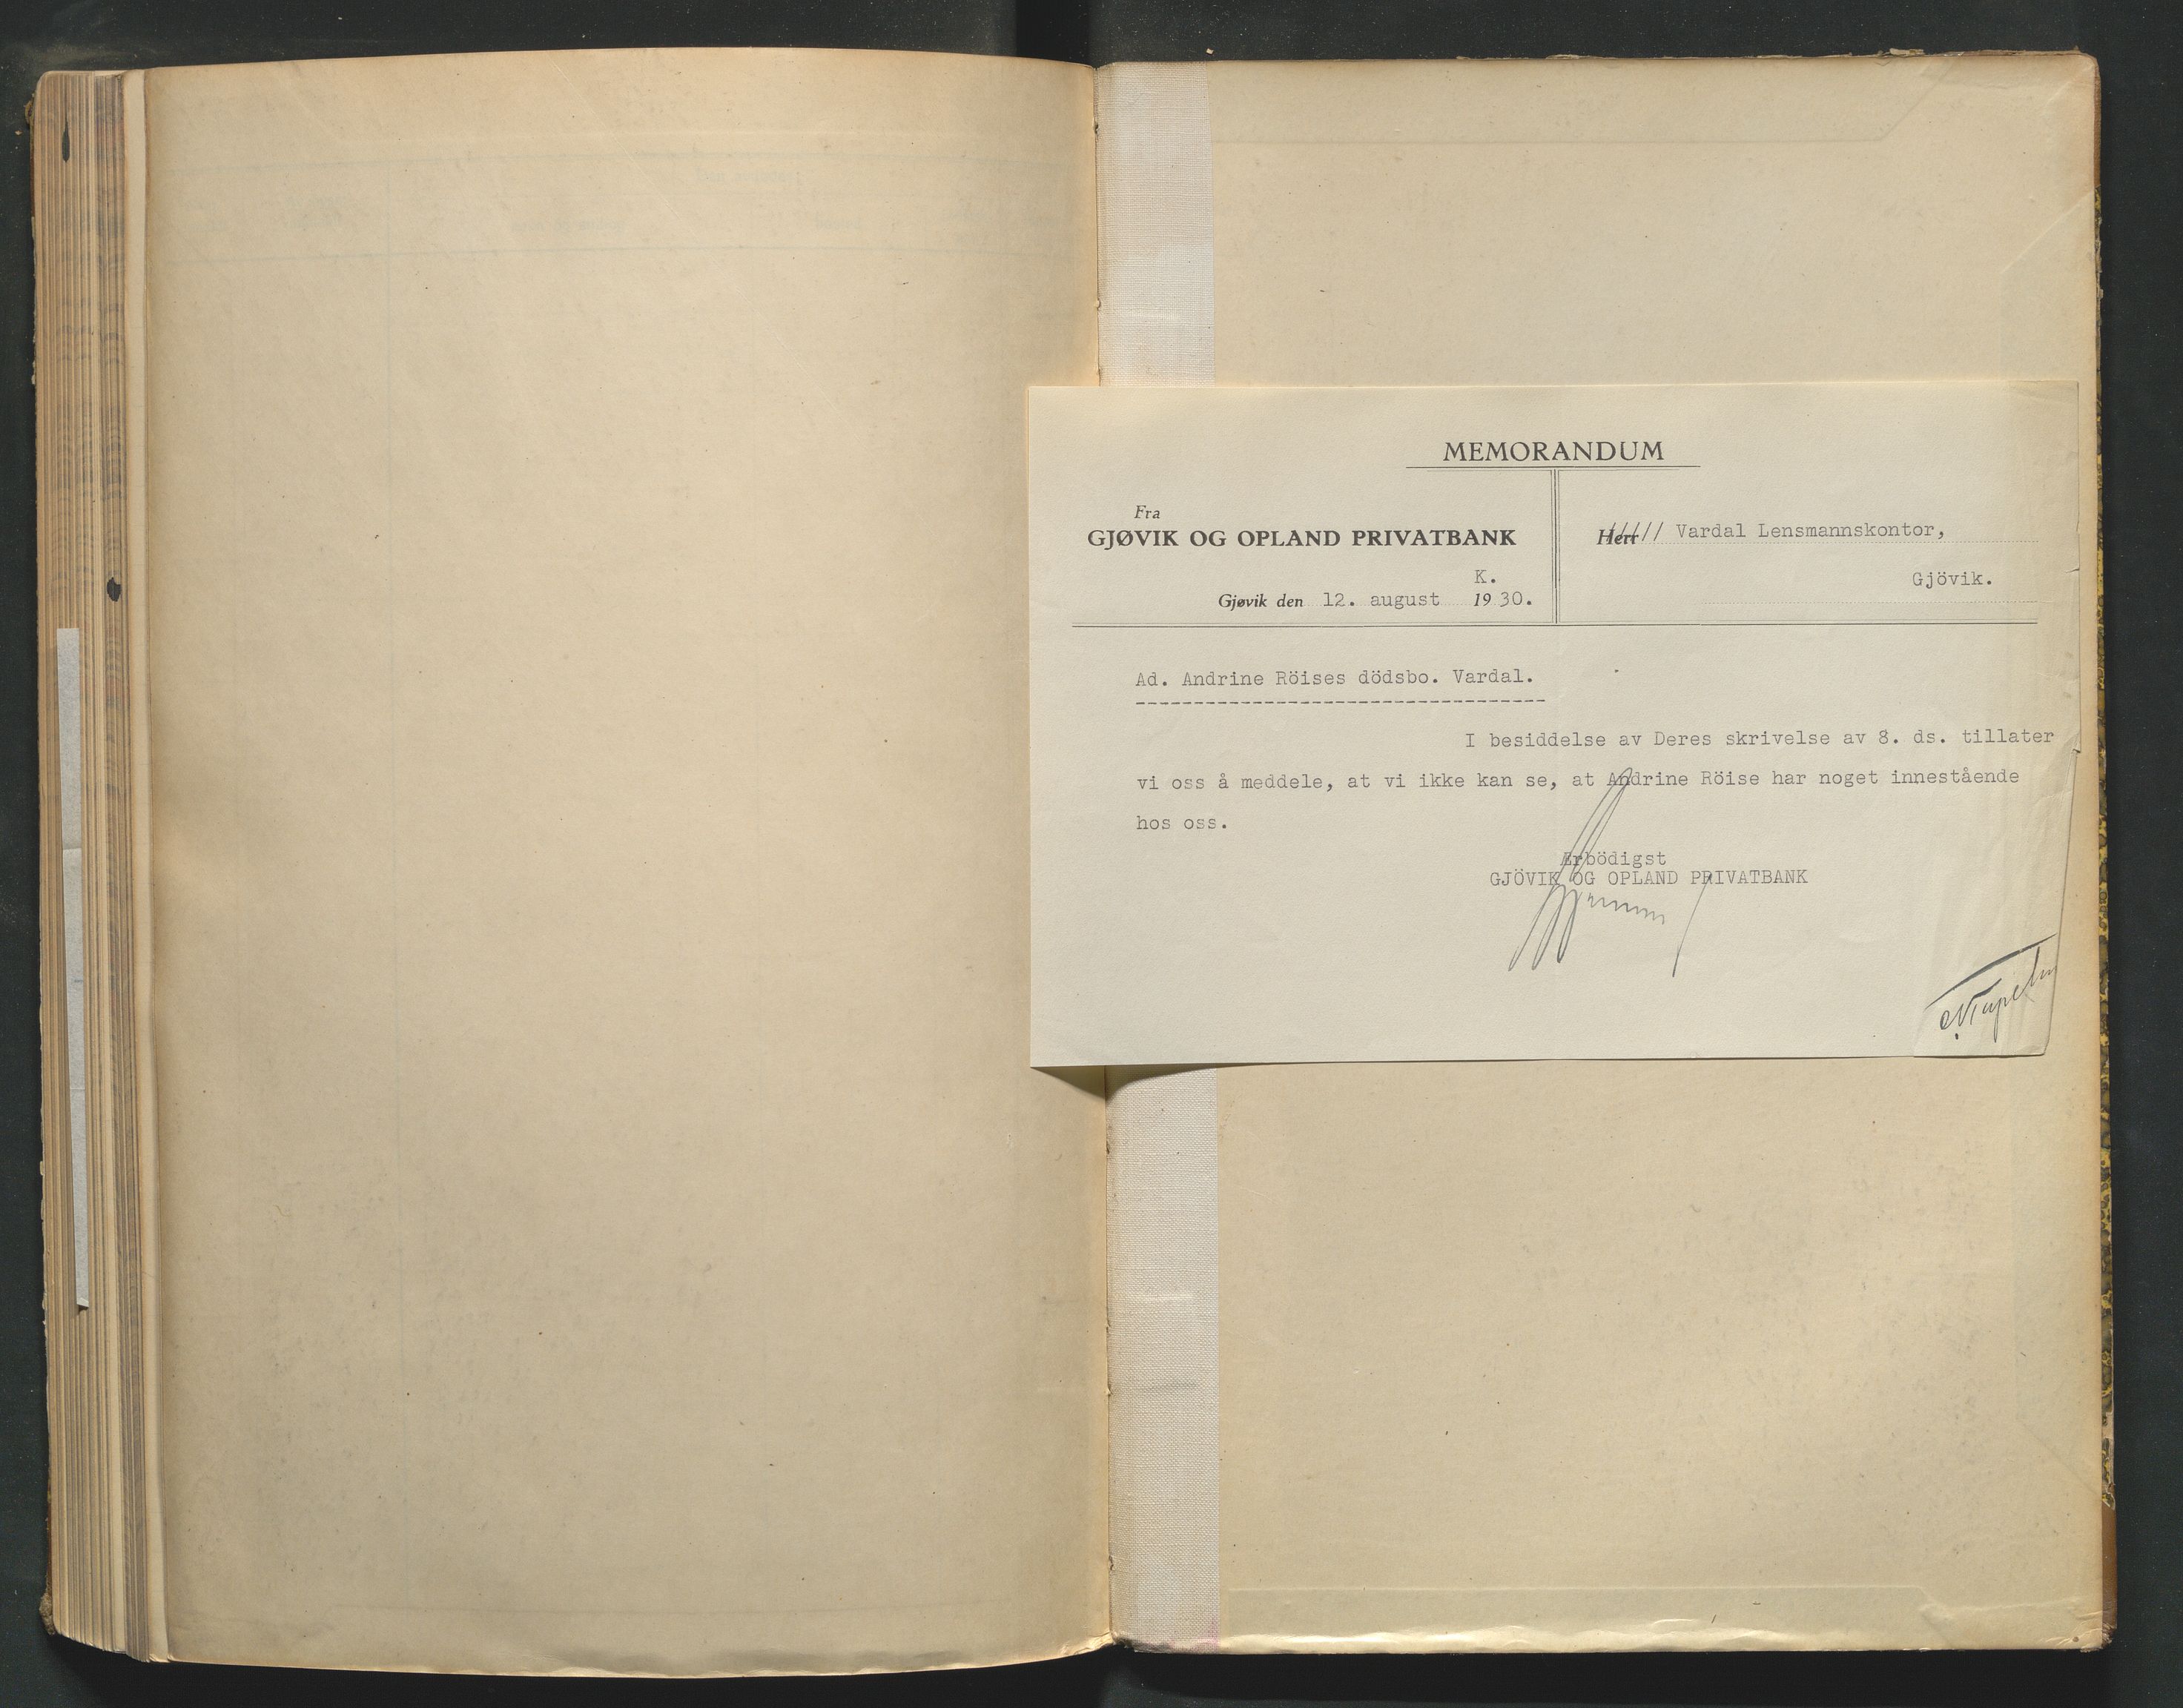 MEMORANDUM
Fra
GJØVIK OG OPLAND PRIVATBANK
K.
Gjøvik den 12. august 1930.
Herr///// Vardal Lensmannskontor,
Gjövik.
Ad. Andrine Röises dödsbo. Vardal.
-----------------------------------
I besiddelse av Deres skrivelse av 8. ds. tillater
vi oss å meddele, at vi ikke kan se, at Andrine Röise har noget innestående
hos oss.
Ærbödigst
GJÖVIK OG OPLAND PRIVATBANK